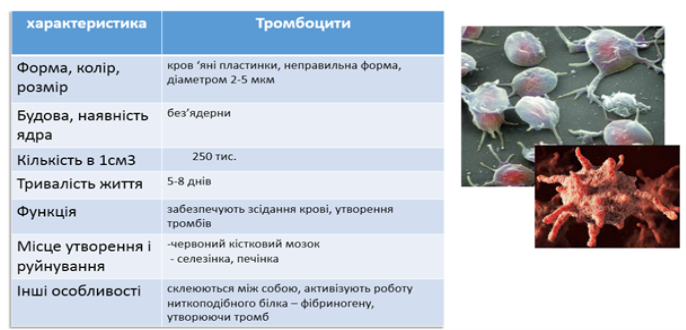 характеристика
Тромбоцити
Форма, колір,
розмір
кров ‘яні пластинки, неправильна форма,
діаметром 2-5 мкм
Будова, наявність
ядра
без’ядерни
Кількість в 1см3
250 тис.
Тривалість життя
5-8 днів
Функція
забезпечують зсідання крові, утворення
тромбів
Місце утворення і
руйнування
-червоний кістковий мозок
- селезінка, печінка
Інші особливості
склеюються між собою, активізують роботу
ниткоподібного білка – фібриногену,
утворюючи тромб